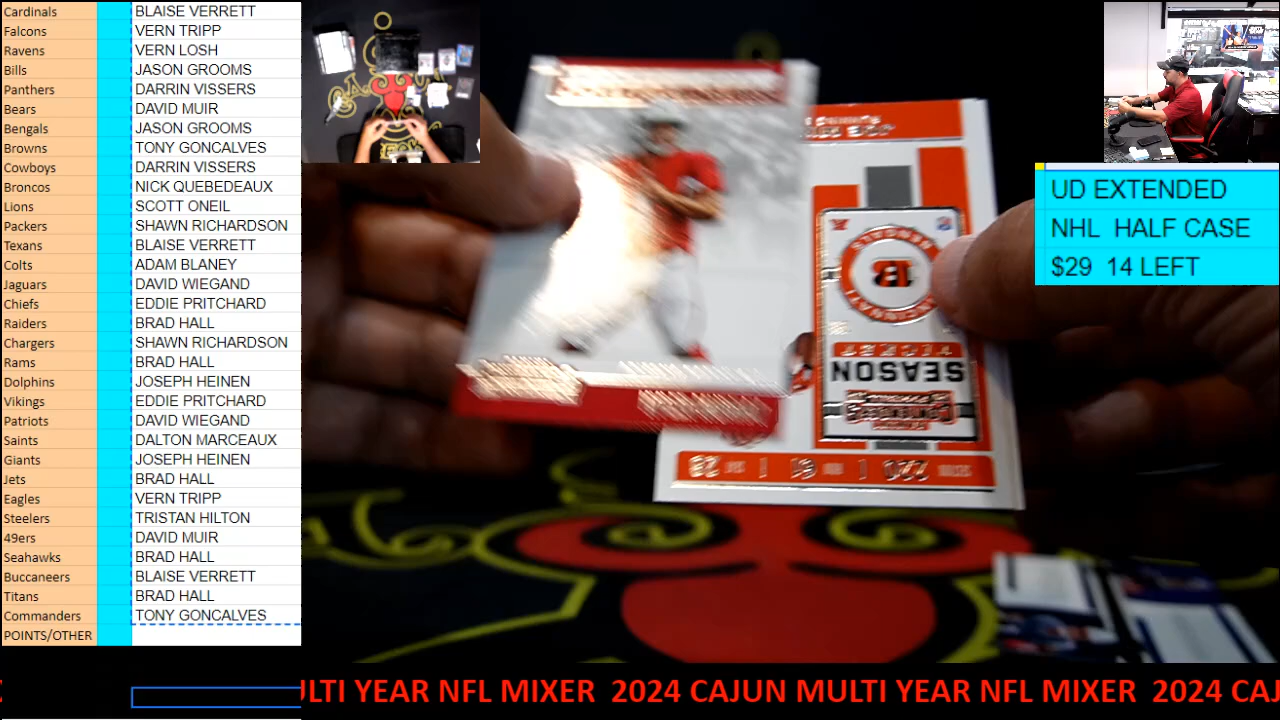 Cardinals BLAISE VERRETT
Falcons VERN TRIPP
Ravens VERN LOSH
Bills JASON GROOMS
Panthers DARRIN VISSERS
Bears DAVID MUIR
Bengals JASON GROOMS
Browns TONY GONCALVES
Cowboys DARRIN VISSERS
Broncos NICK QUEBEDEAUX
Lions SCOTT ONEIL
Packers SHAWN RICHARDSON
Texans BLAISE VERRETT
Colts ADAM BLANEY
Jaguars DAVID WIEGAND
Chiefs EDDIE PRITCHARD
Raiders BRAD HALL
Chargers SHAWN RICHARDSON
Rams BRAD HALL
Dolphins JOSEPH HEINEN
Vikings EDDIE PRITCHARD
Patriots DAVID WIEGAND
Saints DALTON MARCEAUX
Giants JOSEPH HEINEN
Jets BRAD HALL
Eagles VERN TRIPP
Steelers TRISTAN HILTON
49ers DAVID MUIR
Seahawks BRAD HALL
Buccaneers BLAISE VERRETT
Titans BRAD HALL
Commanders TONY GONCALVES
POINTS/OTHER
UD EXTENDED
NHL HALF CASE
$29 14 LEFT
SEASON
TICKET
ULTI YEAR NFL MIXER 2024 CAJUN MULTI YEAR NFL MIXER 2024 CAJ